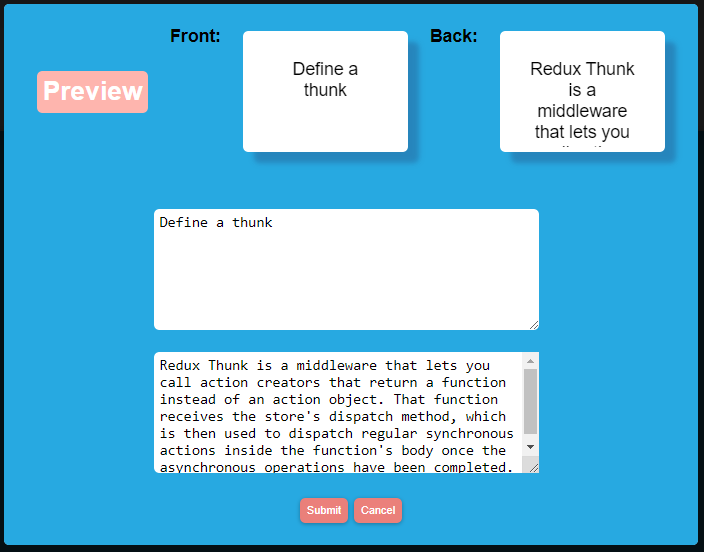 Front:
Define a
thunk
Back:
Redux Thunk
is a
middleware
that lets you
Preview
Define a thunk
Redux Thunk is a middleware that lets you
call action creators that return a function
instead of an action object. That function
receives the store's dispatch method, which
is then used to dispatch regular synchronous
actions inside the function's body once the
asynchronous operations have been completed.
Submit
Cancel